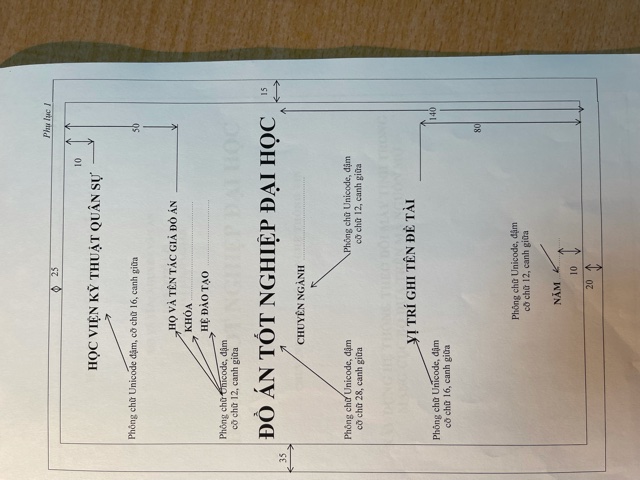 Phụ lục 1
25
10
HỌC VIỆN KỸ THUẬT QUÂN SỰ
Phông chữ Unicode đậm, cỡ chữ 16, canh giữa
50
HỌ VÀ TÊN TÁC GIẢ ĐỒ ÁN
KHÓA
HỆ ĐÀO TẠO
Phông chữ Unicode, đậm
cỡ chữ 12, canh giữa
ĐỒ ÁN TỐT NGHIỆP ĐẠI HỌC
15
35
CHUYÊN NGÀNH
Phông chữ Unicode, đậm
cỡ chữ 28, canh giữa
Phông chữ Unicode, đậm
cỡ chữ 12, canh giữa
VỊ TRÍ GHI TÊN ĐỀ TÀI
Phông chữ Unicode, đậm
cỡ chữ 16, canh giữa
140
80
Phông chữ Unicode, đậm
cỡ chữ 12, canh giữa
NĂM
10
20